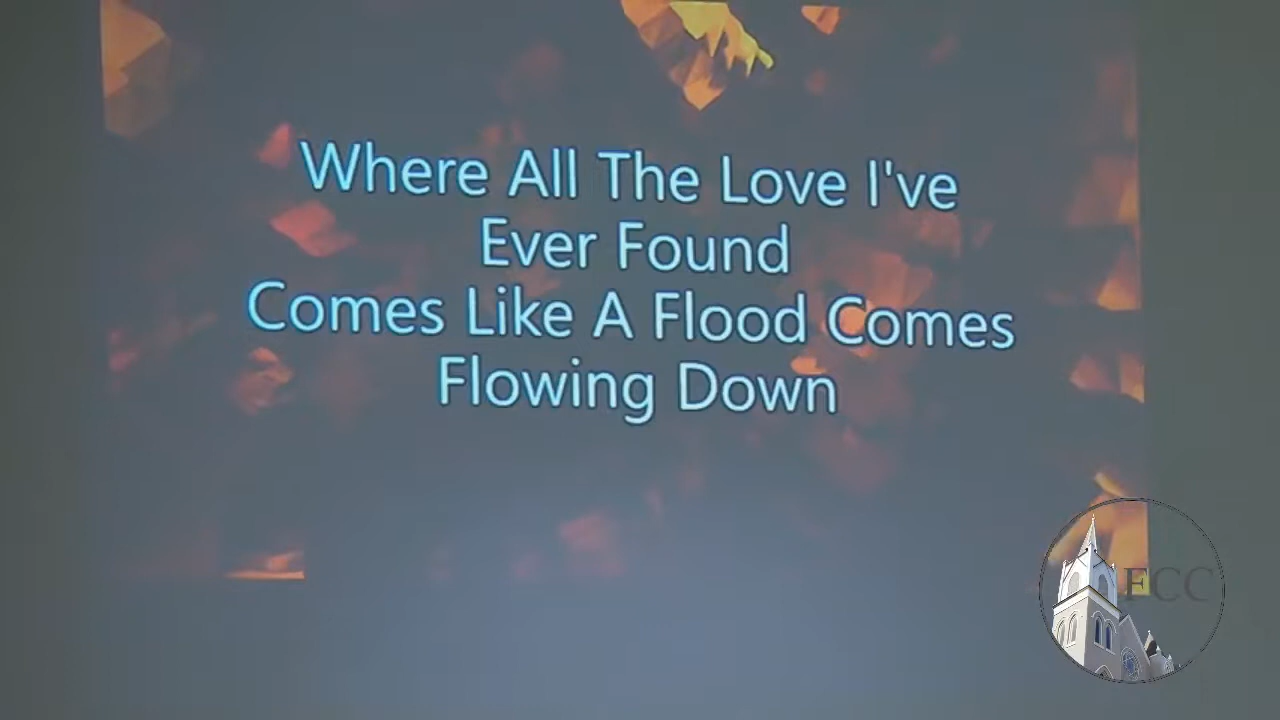 Where All The Love I've
Ever Found
Comes Like A Flood Comes
Flowing Down
FCC